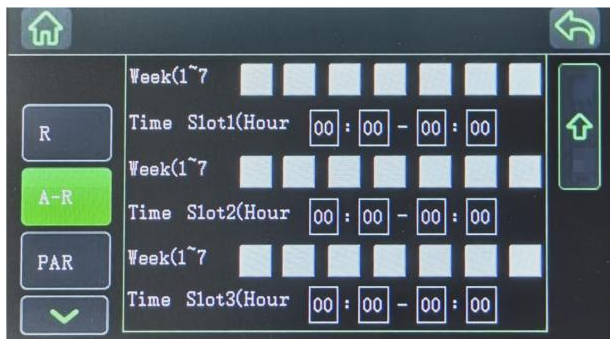 Week(1~7
R
Time Slot1(Hour 00 : 00 - 00 : 00
Week(1~7
A-R
Time Slot2(Hour 00 : 00 - 00 : 00
PAR
Week(1~7
Time Slot3(Hour 00 : 00 - 00 : 00